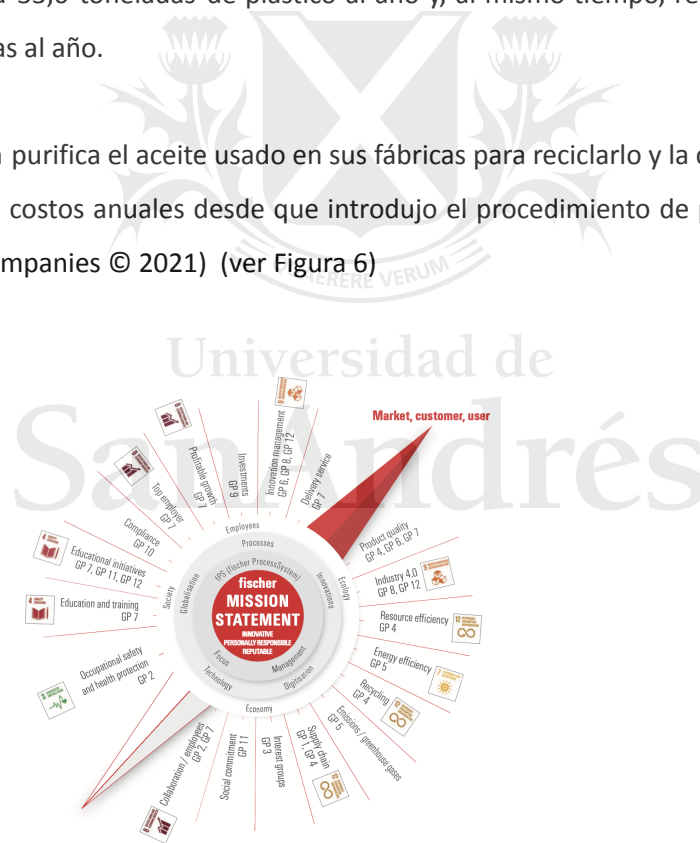 toneladas de plástico al año y, al mismo tiempo,
as al año.
purifica el aceite usado en sus fábricas para reciclarlo y la
costos anuales desde que introdujo el procedimiento de
mpanies © 2021) (ver Figura 6)
QUAERERE VERUM
Universidad de
SanAndrés
Market, customer, user
Delivery service
GP 7
Innovation management
GP 6, GP 8, GP 12
Investments
GP 6
Profitable growth
GP 7
Top employer
GP 7
Compliance
GP 10
Educational initiatives
GP 7, GP 11, GP 12
Education and training
GP 7
Occupational safety
and health protection
GP 2
Collaboration / employees
GP 2, GP 7
Social commitment
GP 11
Interest groups
GP 3
Supply chain
GP 1, GP 4
Emissions / greenhouse gases
GP 5
Recycling
GP 4
Energy efficiency
GP 5
Resource efficiency
GP 4
Industry 4.0
GP 8, GP 12
Product quality
GP 4, GP 6, GP 7
Employees
Ecology
Economy
Society
Processes
Innovations
Digitisation
Technology
Globalisation
IPS (fischer ProcessSystem)
Management
Focus
fischer
MISSION
STATEMENT
INNOVATIVE
PERSONALLY RESPONSIBLE
REPUTABLE